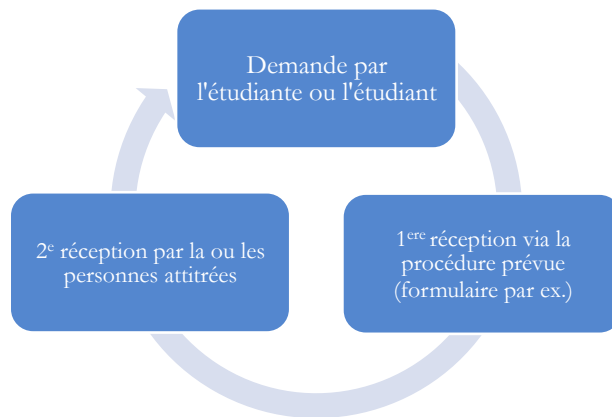 Demande par
l'étudiante ou l'étudiant
1ere réception via la
procédure prévue
(formulaire par ex.)
2e réception par la ou les
personnes attitrées